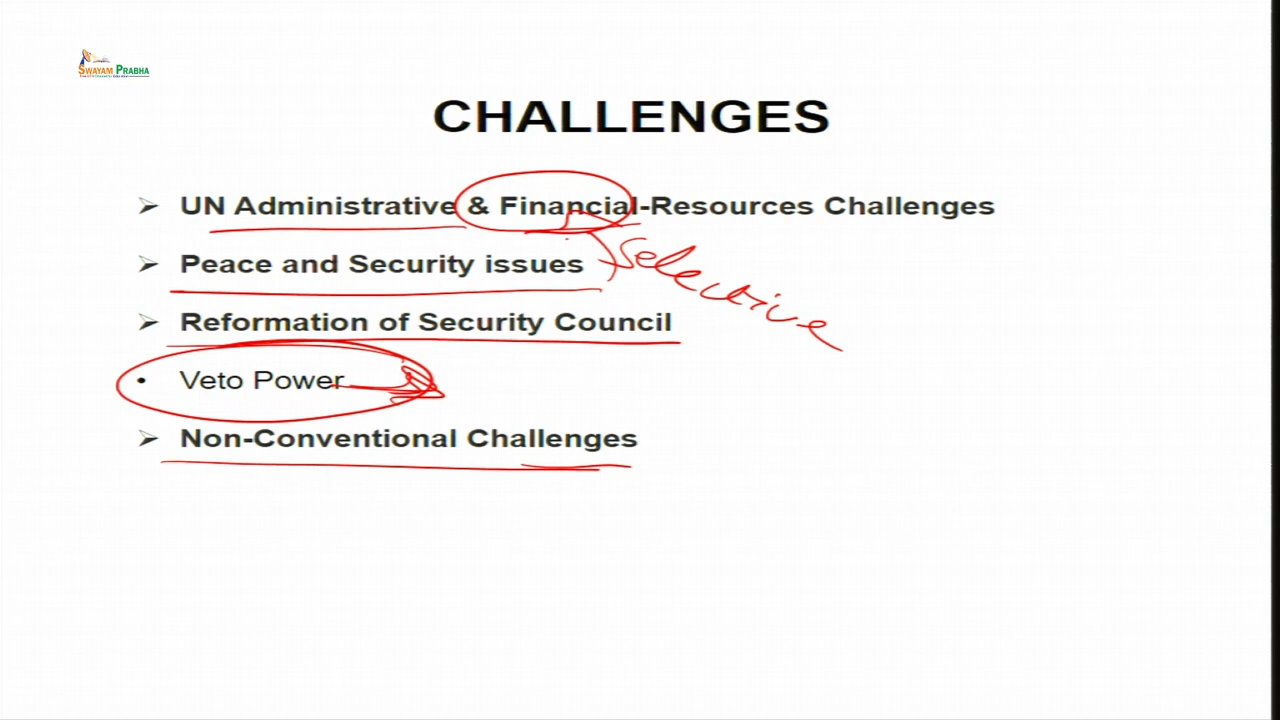 SWAYAM PRABHA
CHALLENGES
➢ UN Administrative & Financial-Resources Challenges
➢ Peace and Security issues
selective
➢ Reformation of Security Council
• Veto Power
➢ Non-Conventional Challenges